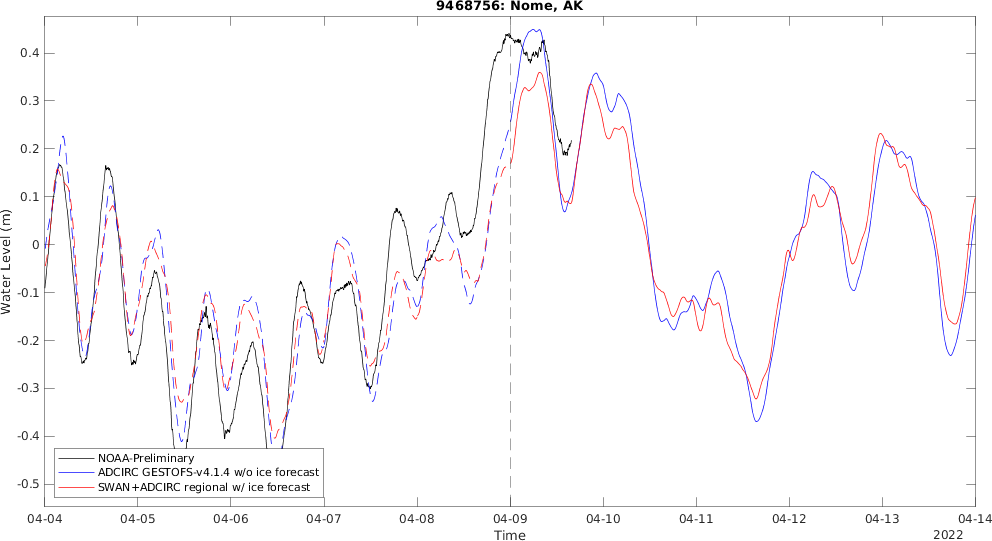 9468756: Nome, AK
Water Level (m)
0.4
0.3
0.2
0.1
0
-0.1
-0.2
-0.3
-0.4
-0.5
NOAA-Preliminary
ADCIRC GESTOFS-v4.1.4 w/o ice forecast
SWAN+ADCIRC regional w/ ice forecast
04-04 04-05 04-06 04-07 04-08 04-09 04-10 04-11 04-12 04-13 04-14
Time
2022